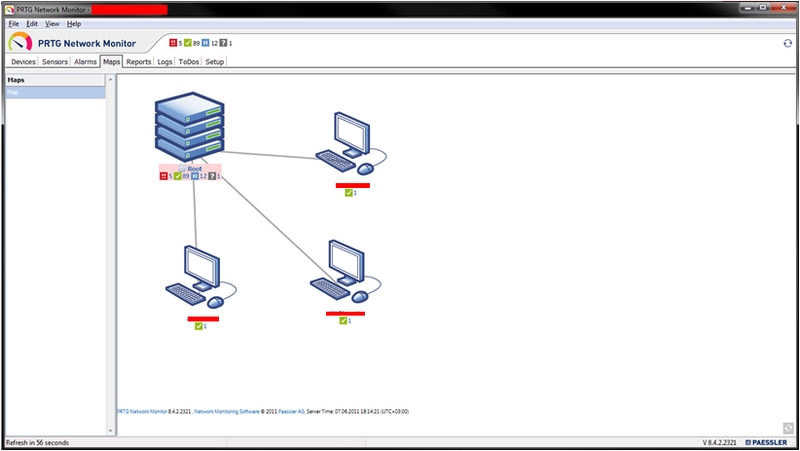 PRTG Network Monitor -
File Edit View Help
PRTG Network Monitor
5 89 12 ? 1
Devices Sensors Alarms Maps Reports Logs ToDos Setup
Maps
Map
Root
5 89 12 ? 1
1
1
1
PRTG Network Monitor 8.4.2.2321 , Network Monitoring Software © 2011 Paessler AG. Server Time: 07.06.2011 18:14:21 (UTC+03:00)
Refresh in 56 seconds
V 8.4.2.2321 PAESSLER